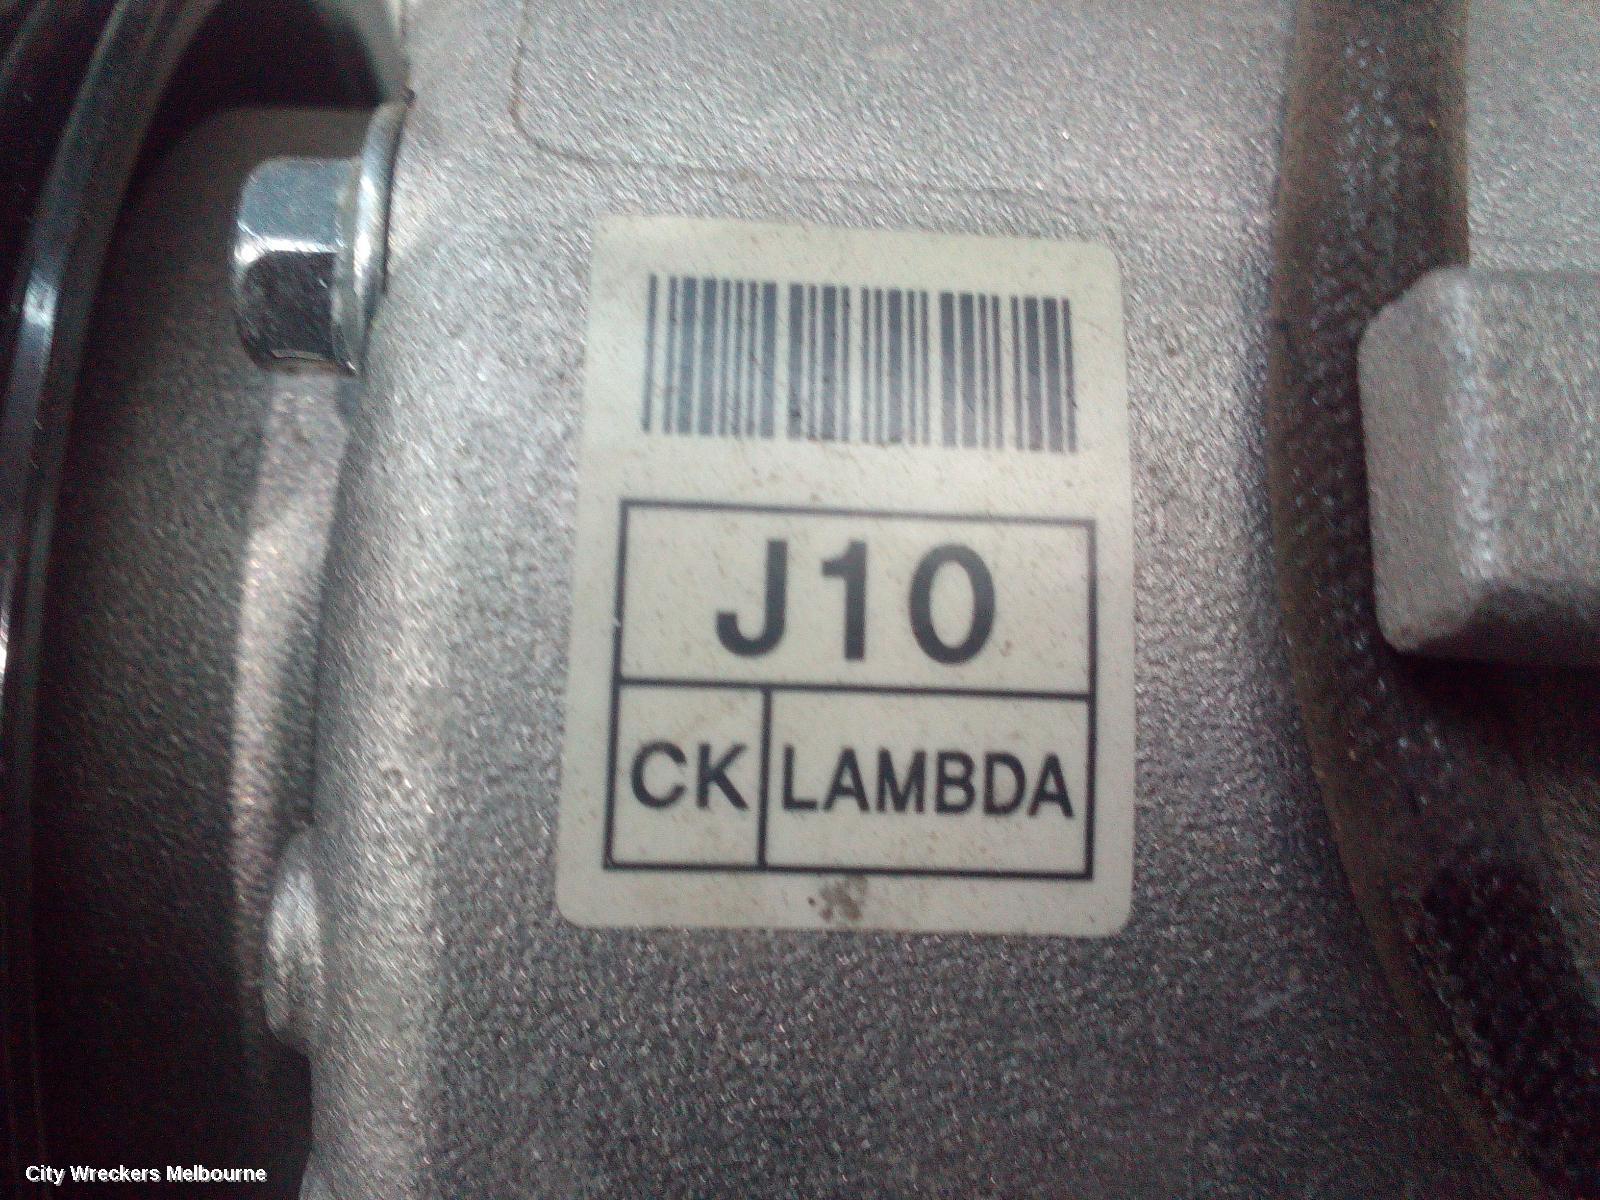 J10
CK LAMBDA
City Wreckers Melbourne